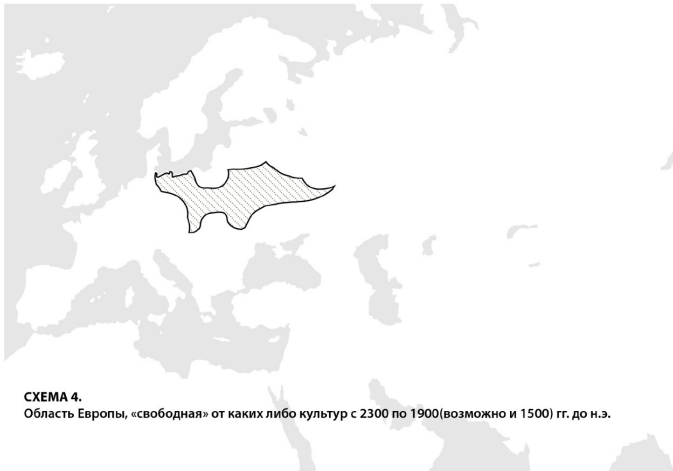 СХЕМА 4.
Область Европы, «свободная» от каких либо культур с 2300 по 1900(возможно и 1500) гг. до н.э.